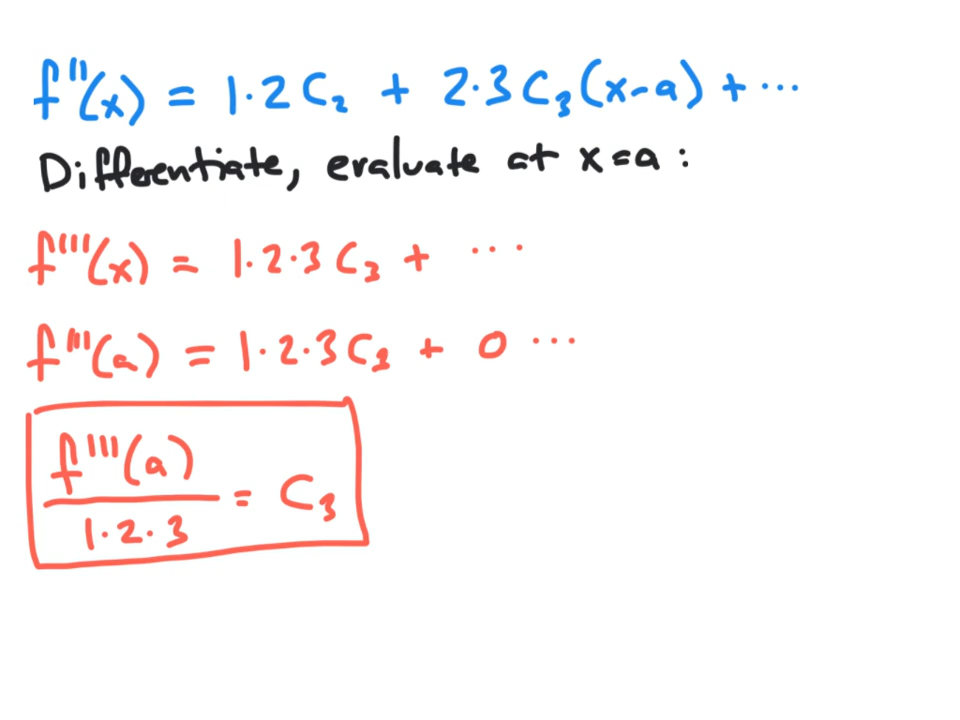 f''(x) = 1·2 C₂ + 2·3 C₃ (x-a) + ···
Differentiate, evaluate at x=a :
f'''(x) = 1·2·3 C₃ + ···
f'''(a) = 1·2·3 C₃ + 0 ···
f'''(a)
1·2·3 = C₃